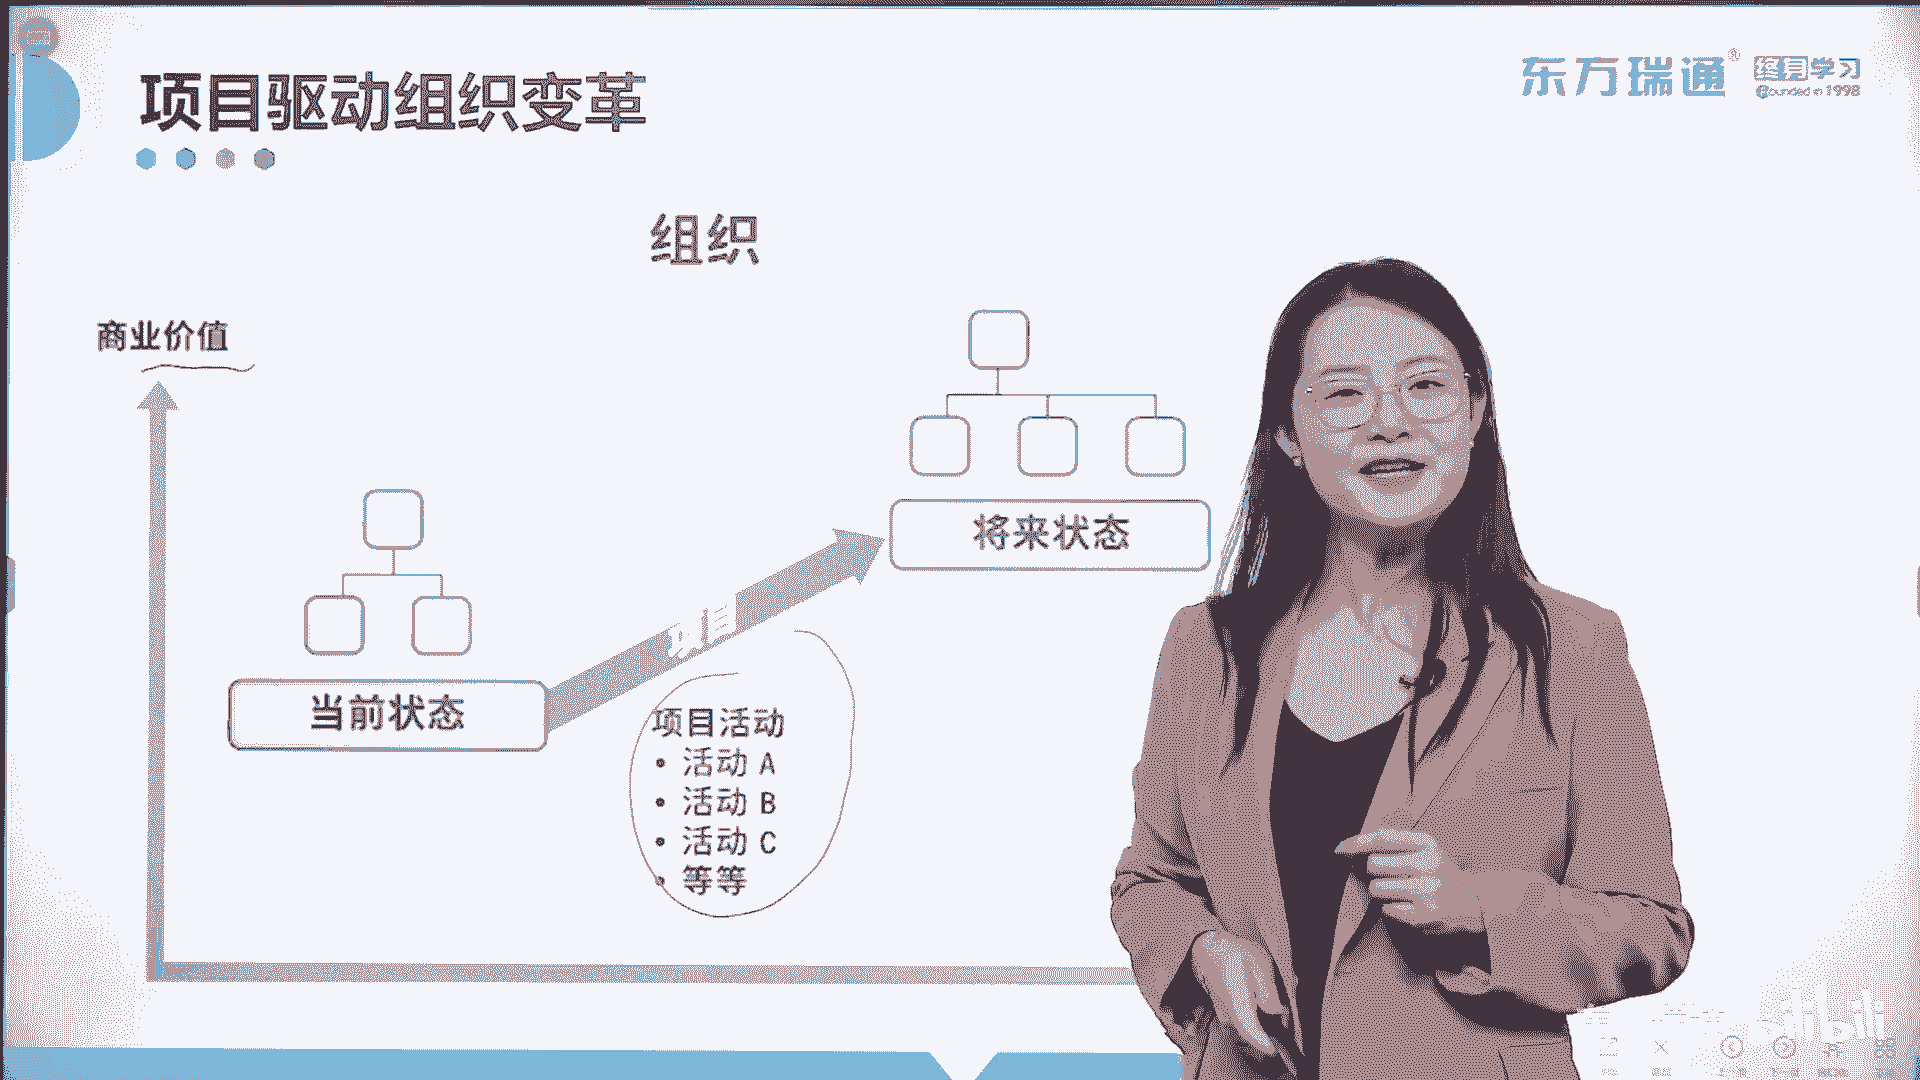 项目驱动组织变革
东方瑞通® 终身学习
Founded in 1998
组织
商业价值
将来状态
项目
当前状态
项目活动
• 活动 A
• 活动 B
• 活动 C
• 等等
bilibili